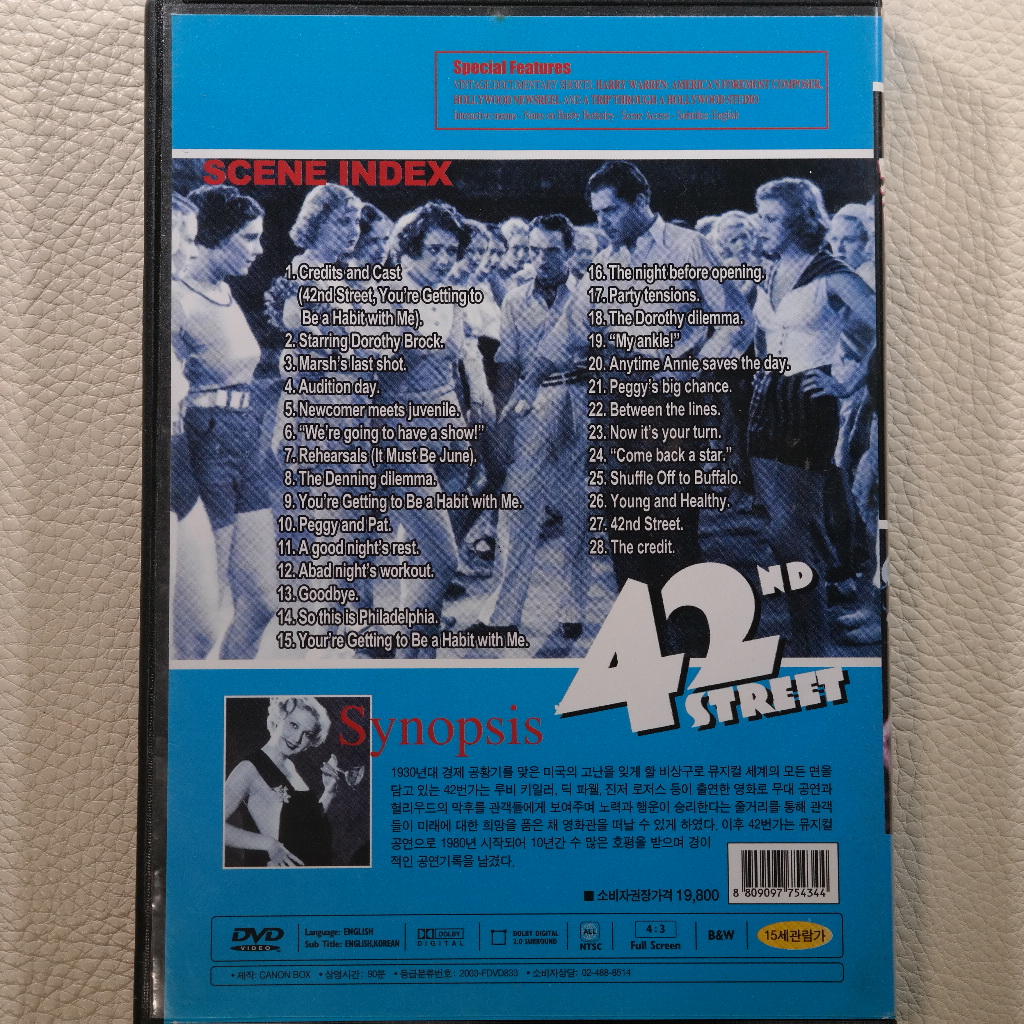 Special Features
VINTAGE DOCUMENTARY SHORTS: HARRY WARREN: AMERICA'S FOREMOST COMPOSER,
HOLLYWOOD NEWSREEL AND A TRIP THROUGH A HOLLYWOOD STUDIO
Interactive menus · Scene Access · Subtitles: English
SCENE INDEX
1. Credits and Cast
(42nd Street, You're Getting to
Be a Habit with Me).
2. Starring Dorothy Brock.
3. Marsh's last shot.
4. Audition day.
5. Newcomer meets juvenile.
6. "We're going to have a show!"
7. Rehearsals (It Must Be June).
8. The Denning dilemma.
9. You're Getting to Be a Habit with Me.
10. Peggy and Pat.
11. A good night's rest.
12. Abad night's workout.
13. Goodbye.
14. So this is Philadelphia.
15. Your're Getting to Be a Habit with Me.
16. The night before opening.
17. Party tensions.
18. The Dorothy dilemma.
19. "My ankle!"
20. Anytime Annie saves the day.
21. Peggy's big chance.
22. Between the lines.
23. Now it's your turn.
24. "Come back a star."
25. Shuffle Off to Buffalo.
26. Young and Healthy.
27. 42nd Street.
28. The credit.
42ND
STREET
Synopsis
1930년대 경제 공황기를 맞은 미국의 고난을 잊게 할 비상구로 뮤지컬 세계의 모든 면을
담고 있는 42번가는 루비 키일러, 딕 파웰, 진저 로저스 등이 출연한 영화로 무대 공연과
헐리우드의 막후를 관객들에게 보여주며 노력과 행운이 승리한다는 줄거리를 통해 관객
들이 미래에 대한 희망을 품은 채 영화관을 떠날 수 있게 하였다. 이후 42번가는 뮤지컬
공연으로 1980년 시작되어 10년간 수 많은 호평을 받으며 경이
적인 공연기록을 남겼다.
■ 소비자권장가격 19,800
8 809097 754344
DVD
VIDEO
Language: ENGLISH
Sub Title: ENGLISH,KOREAN
DOLBY
DIGITAL
DOLBY DIGITAL
2.0 SURROUND
ALL
NTSC
4:3
Full Screen
B&W
15세관람가
• 제작: CANON BOX • 상영시간: 90분 • 등급분류번호: 2003-FDVD833 • 소비자상담: 02-488-8514